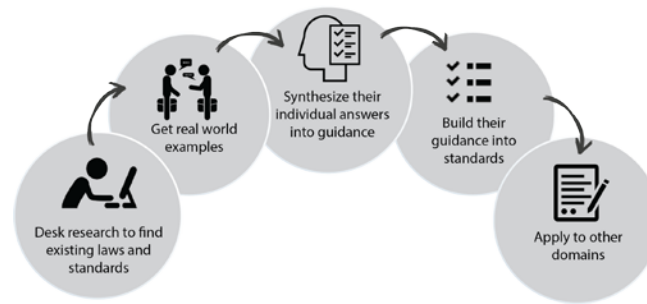 Desk research to find
existing laws and
standards
Get real world
examples
Synthesize their
individual answers
into guidance
Build their
guidance into
standards
Apply to other
domains